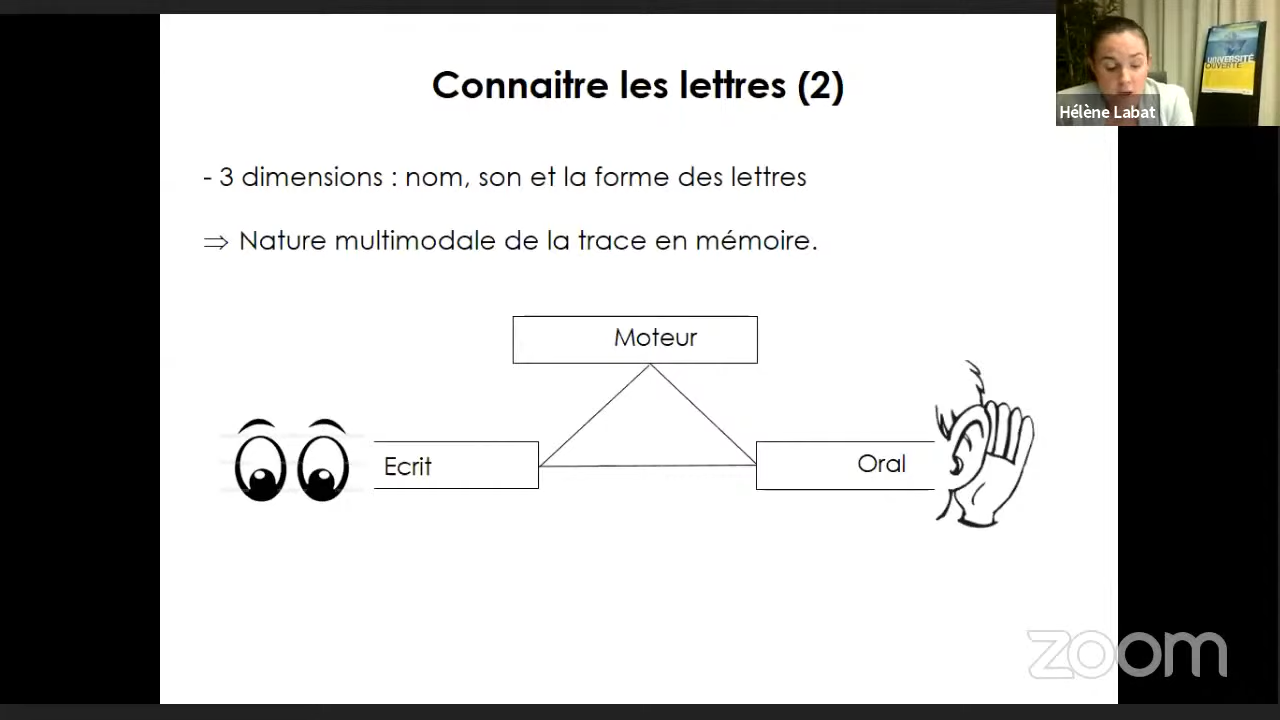 Connaitre les lettres (2)
UNIVERSITÉ
OUVERTE
Hélène Labat
- 3 dimensions : nom, son et la forme des lettres
⇒ Nature multimodale de la trace en mémoire.
Moteur
Ecrit
Oral
zoom